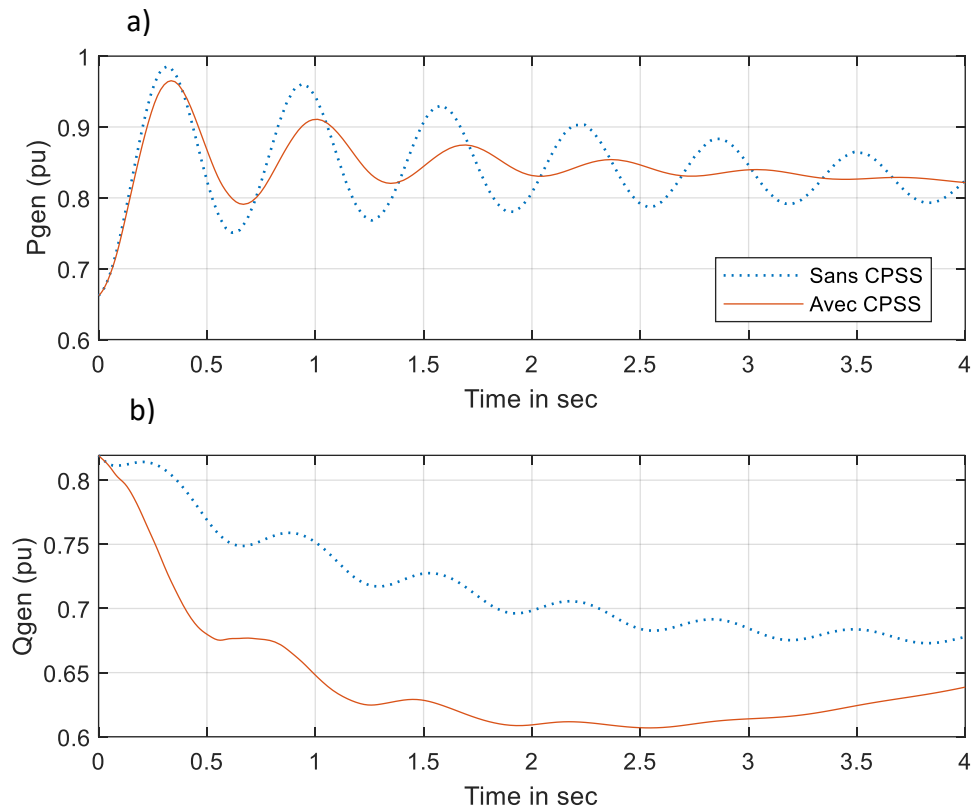 a)
1
0.9
0.8
0.7
0.6
Pgen (pu)
Sans CPSS
Avec CPSS
0 0.5 1 1.5 2 2.5 3 3.5 4
Time in sec
b)
0.8
0.75
0.7
0.65
0.6
Qgen (pu)
0 0.5 1 1.5 2 2.5 3 3.5 4
Time in sec